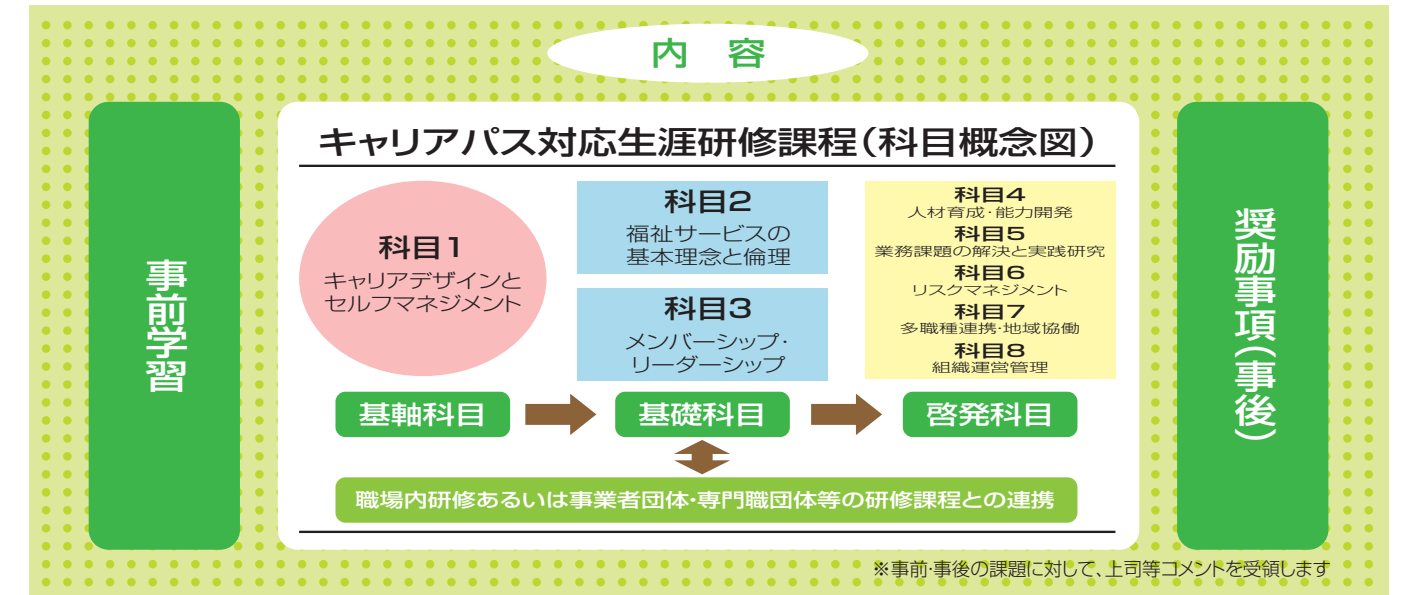 内 容
事前学習
キャリアパス対応生涯研修課程(科目概念図)
科目1
キャリアデザインと
セルフマネジメント
科目2
福祉サービスの
基本理念と倫理
科目3
メンバーシップ・
リーダーシップ
科目4
人材育成・能力開発
科目5
業務課題の解決と実践研究
科目6
リスクマネジメント
科目7
多職種連携・地域協働
科目8
組織運営管理
基軸科目
基礎科目
啓発科目
職場内研修あるいは事業者団体・専門職団体等の研修課程との連携
奨励事項(事後)
※事前・事後の課題に対して、上司等コメントを受領します